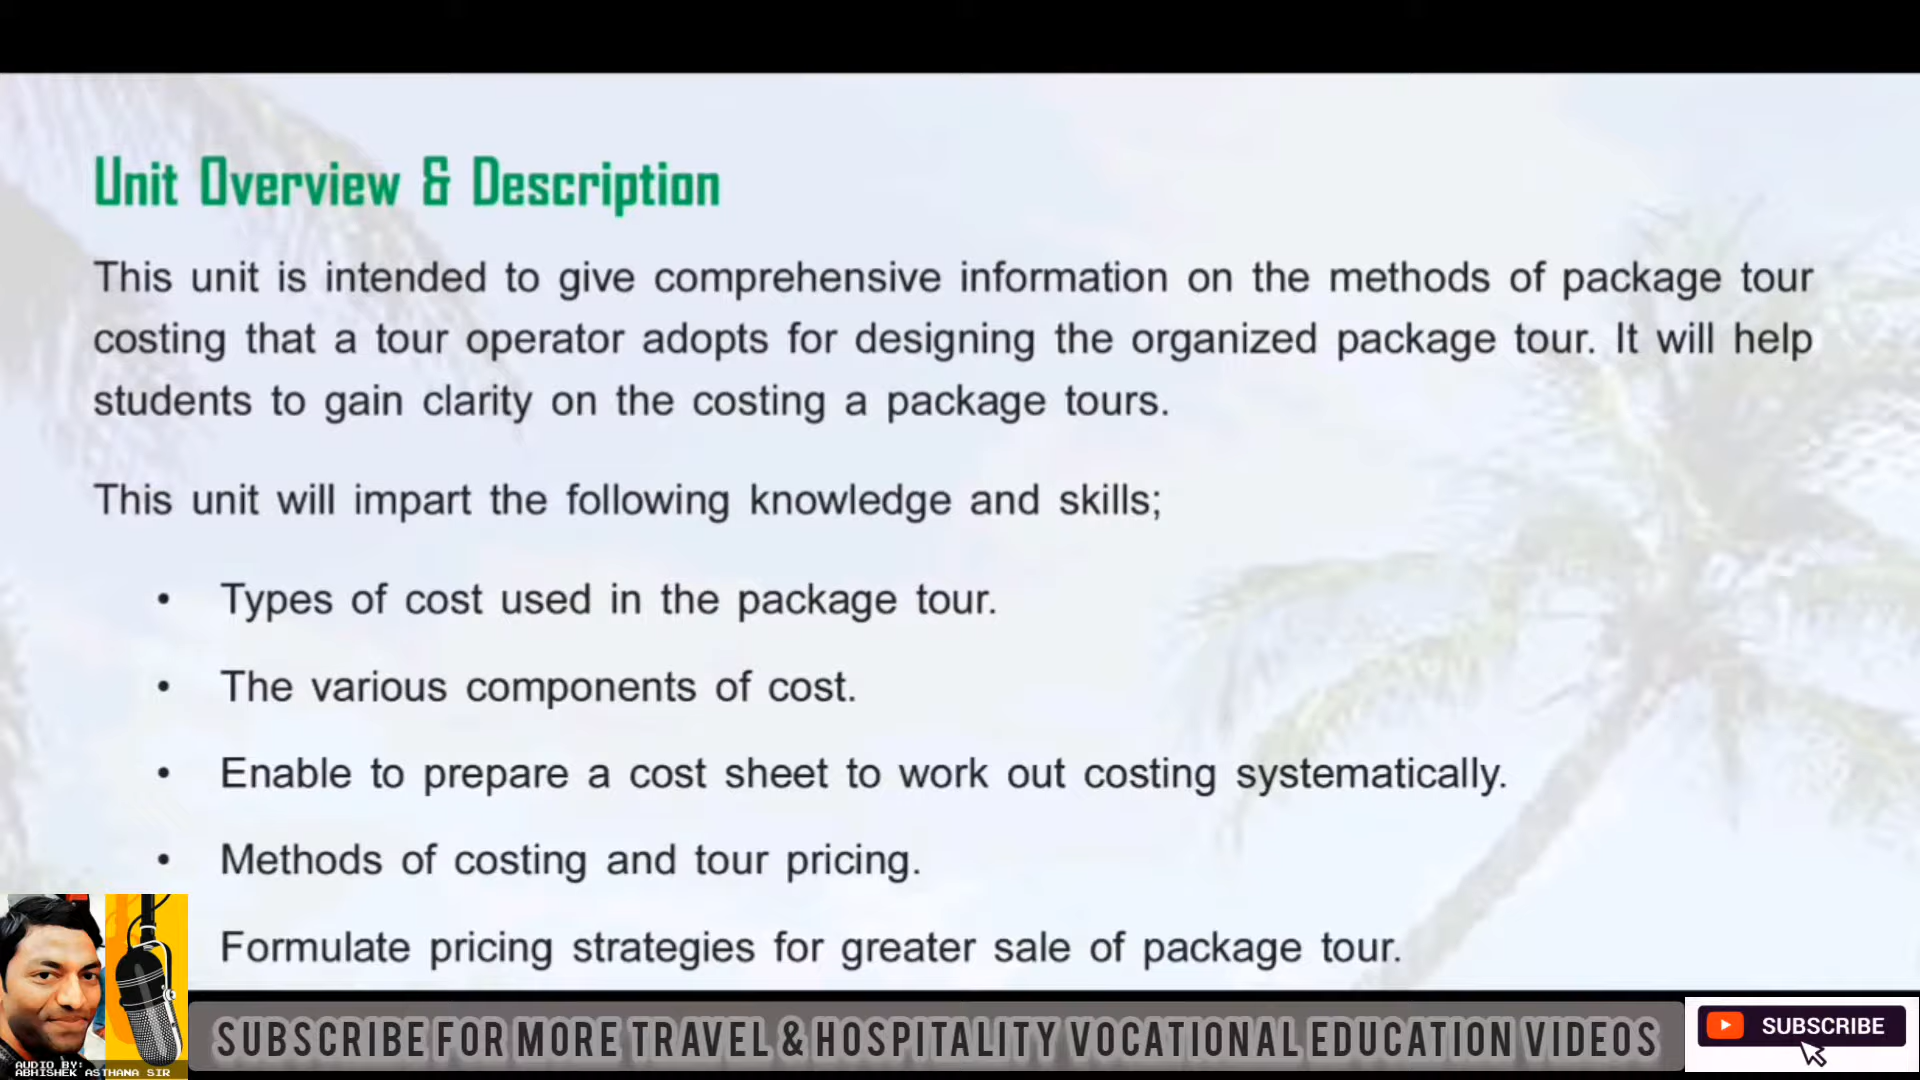 Unit Overview & Description
This unit is intended to give comprehensive information on the methods of package tour
costing that a tour operator adopts for designing the organized package tour. It will help
students to gain clarity on the costing a package tours.
This unit will impart the following knowledge and skills;
• Types of cost used in the package tour.
• The various components of cost.
• Enable to prepare a cost sheet to work out costing systematically.
• Methods of costing and tour pricing.
Formulate pricing strategies for greater sale of package tour.
AUDIO BY:
ABHISHEK ASTHANA SIR
SUBSCRIBE FOR MORE TRAVEL & HOSPITALITY VOCATIONAL EDUCATION VIDEOS
SUBSCRIBE